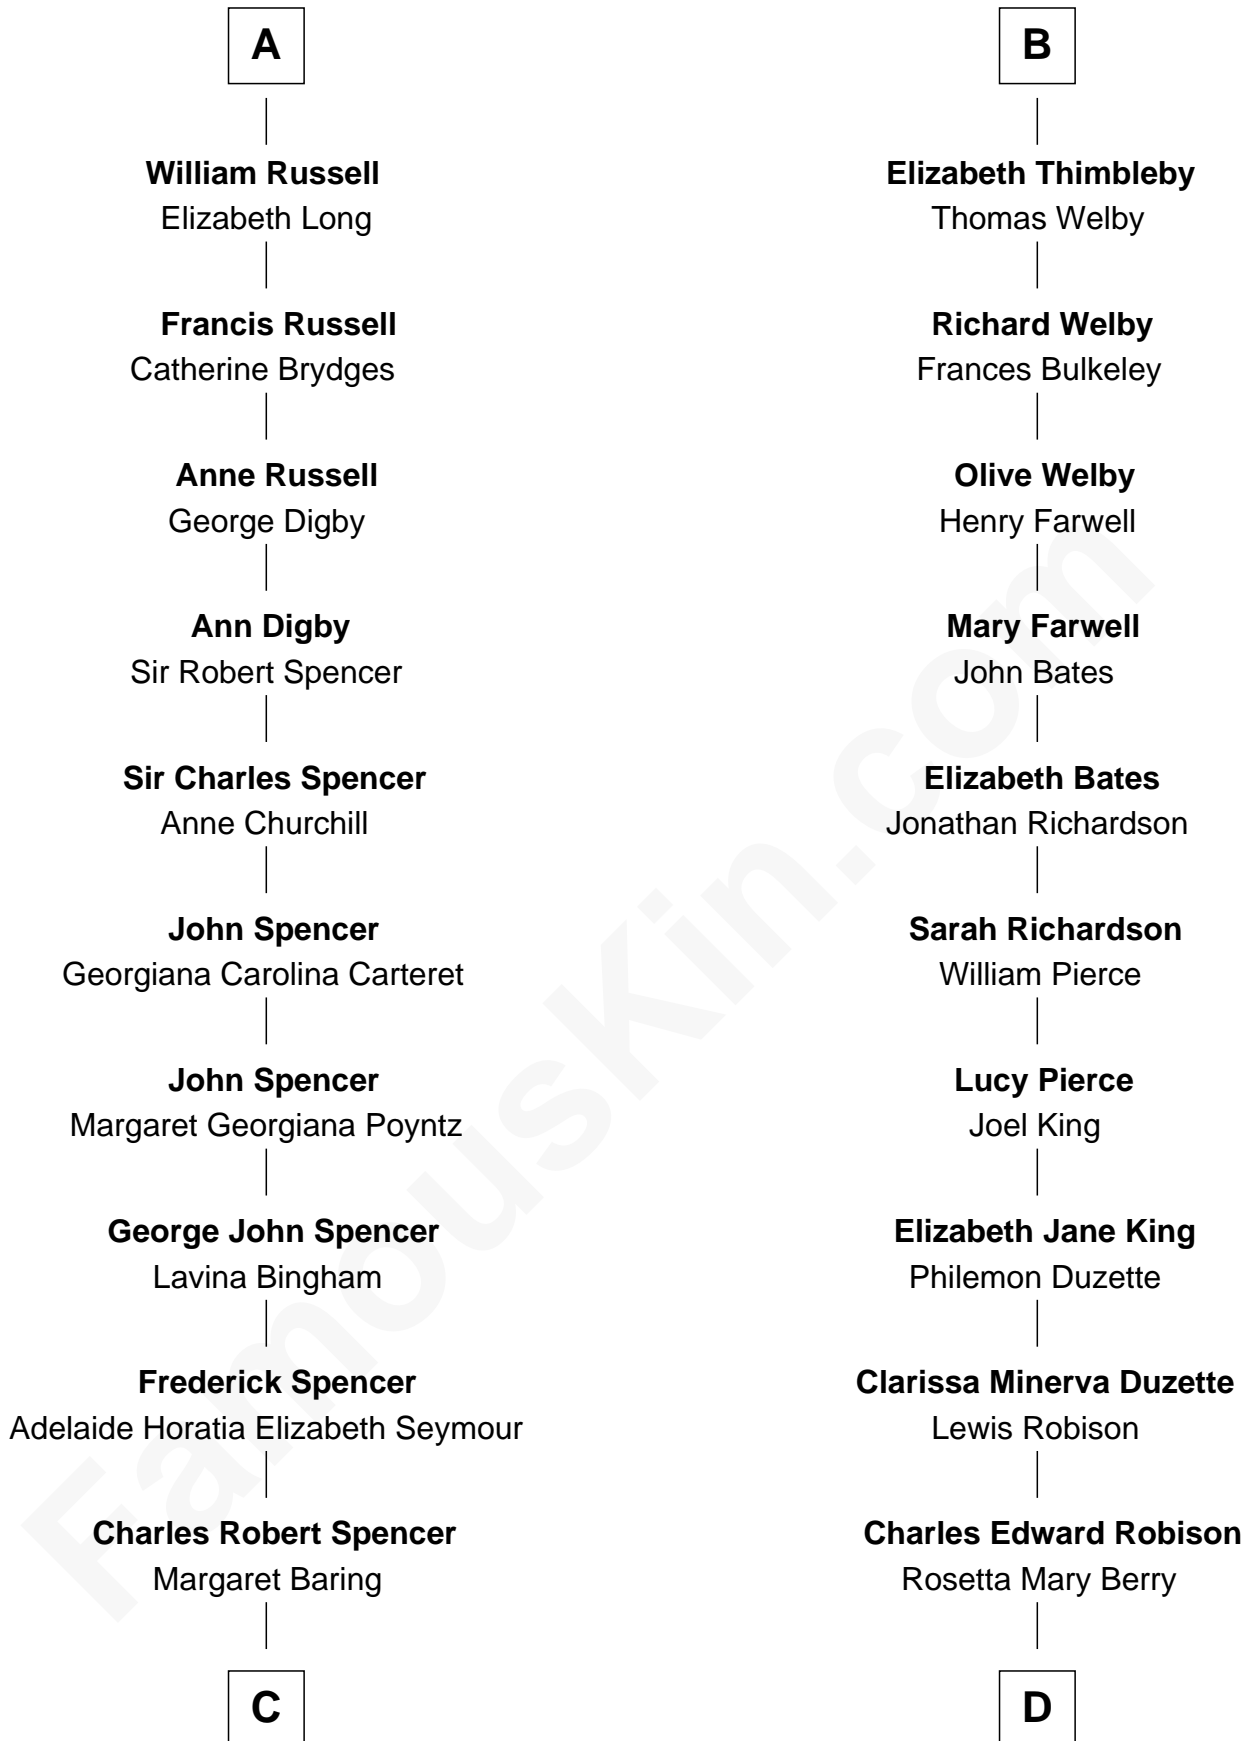 A
William Russell
Elizabeth Long
Francis Russell
Catherine Brydges
Anne Russell
George Digby
Ann Digby
Sir Robert Spencer
Sir Charles Spencer
Anne Churchill
John Spencer
Georgiana Carolina Carteret
John Spencer
Margaret Georgiana Poyntz
George John Spencer
Lavina Bingham
Frederick Spencer
Adelaide Horatia Elizabeth Seymour
Charles Robert Spencer
Margaret Baring
C
B
Elizabeth Thimbleby
Thomas Welby
Richard Welby
Frances Bulkeley
Olive Welby
Henry Farwell
Mary Farwell
John Bates
Elizabeth Bates
Jonathan Richardson
Sarah Richardson
William Pierce
Lucy Pierce
Joel King
Elizabeth Jane King
Philemon Duzette
Clarissa Minerva Duzette
Lewis Robison
Charles Edward Robison
Rosetta Mary Berry
D
FamousKin.com